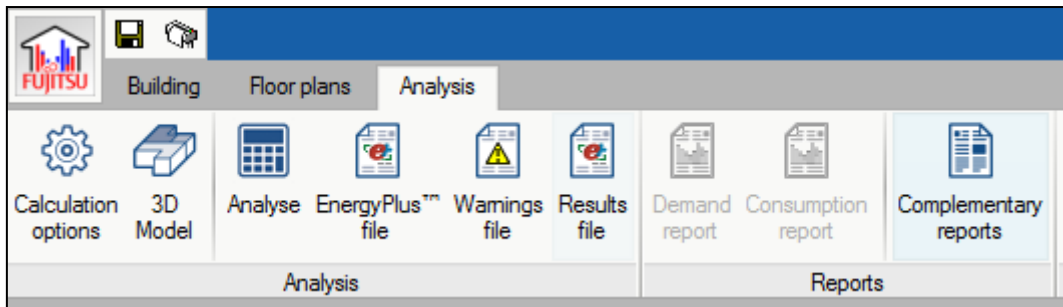 FUJITSU
Building Floor plans Analysis
Calculation options
3D Model
Analyse
EnergyPlus™ file
Warnings file
Results file
Demand report
Consumption report
Complementary reports
Analysis Reports